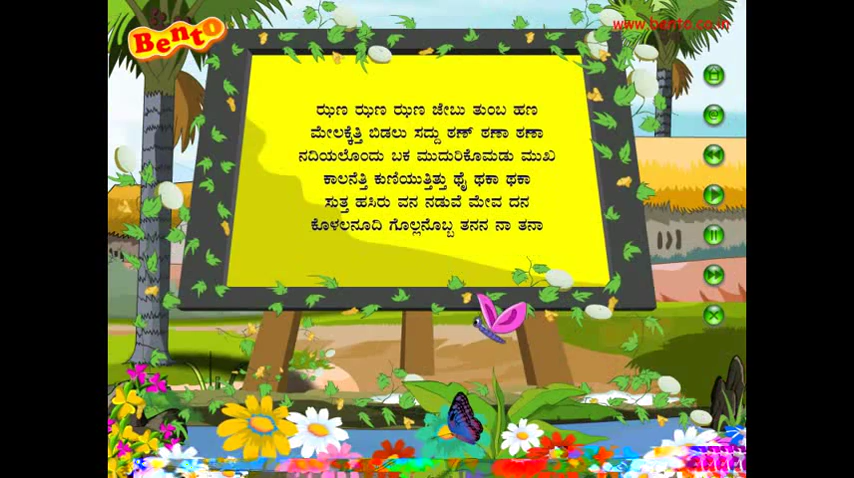 Bento
www.bento.co.in
ಝಣ ಝಣ ಝಣ ಜೇಬು ತುಂಬ ಹಣ
ಮೇಲಕ್ಕೆತ್ತಿ ಬಿಡಲು ಸದ್ದು ಠಣ್ ಠಣಾ ಠಣಾ
ನದಿಯಲೊಂದು ಬಕ ಮುದುರಿಕೊಮಡು ಮುಖ
ಕಾಲನೆತ್ತಿ ಕುಣಿಯುತ್ತಿತ್ತು ಥೈ ಥಕಾ ಥಕಾ
ಸುತ್ತ ಹಸಿರು ವನ ನಡುವೆ ಮೇವ ದನ
ಕೊಳಲನೂದಿ ಗೊಲ್ಲನೊಬ್ಬ ತನನ ನಾ ತನಾ